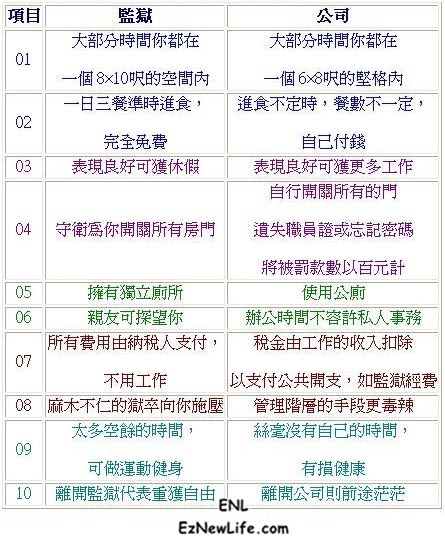 項目 監獄 公司
01 大部分時間你都在 大部分時間你都在
一個 8×10呎的空間內 一個 6×8呎的堅格內
02 一日三餐準時進食， 進食不定時，餐數不一定，
完全免費 自己付錢
03 表現良好可獲休假 表現良好可獲更多工作
04 守衛為你開關所有房門 自行開關所有的門
遺失職員證或忘記密碼
將被罰款數以百元計
05 擁有獨立廁所 使用公廁
06 親友可探望你 辦公時間不容許私人事務
07 所有費用由納稅人支付， 稅金由工作的收入扣除
不用工作 以支付公共開支，如監獄經費
08 麻木不仁的獄卒向你施壓 管理階層的手段更毒辣
09 太多空餘的時間， 絲毫沒有自己的時間，
可做運動健身 有損健康
10 離開監獄代表重獲自由 離開公司則前途茫茫
ENL
EzNewLife.com